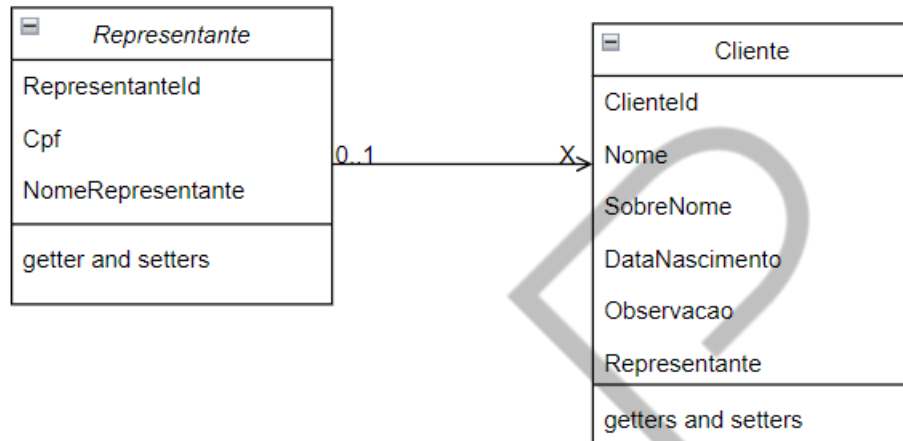 Representante
RepresentanteId
Cpf
NomeRepresentante
getter and setters
0..1
X
Cliente
ClienteId
Nome
SobreNome
DataNascimento
Observacao
Representante
getters and setters